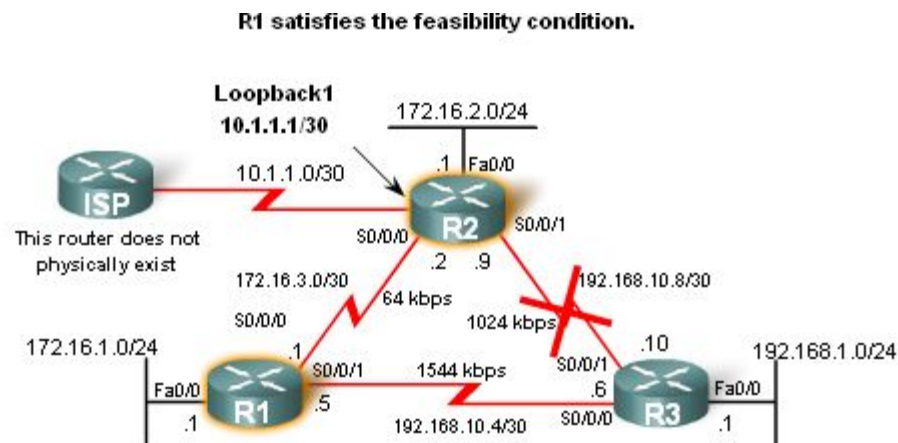 R1 satisfies the feasibility condition.
Loopback1
10.1.1.1/30
172.16.2.0/24
10.1.1.0/30
.1
Fa0/0
ISP
R2
This router does not
physically exist
S0/0/0
S0/0/1
.2
.9
172.16.3.0/30
192.168.10.8/30
64 kbps
1024 kbps
S0/0/0
.1
.10
172.16.1.0/24
192.168.1.0/24
S0/0/1
1544 kbps
S0/0/1
Fa0/0
.6
Fa0/0
R1
.5
R3
.1
192.168.10.4/30
S0/0/0
.1